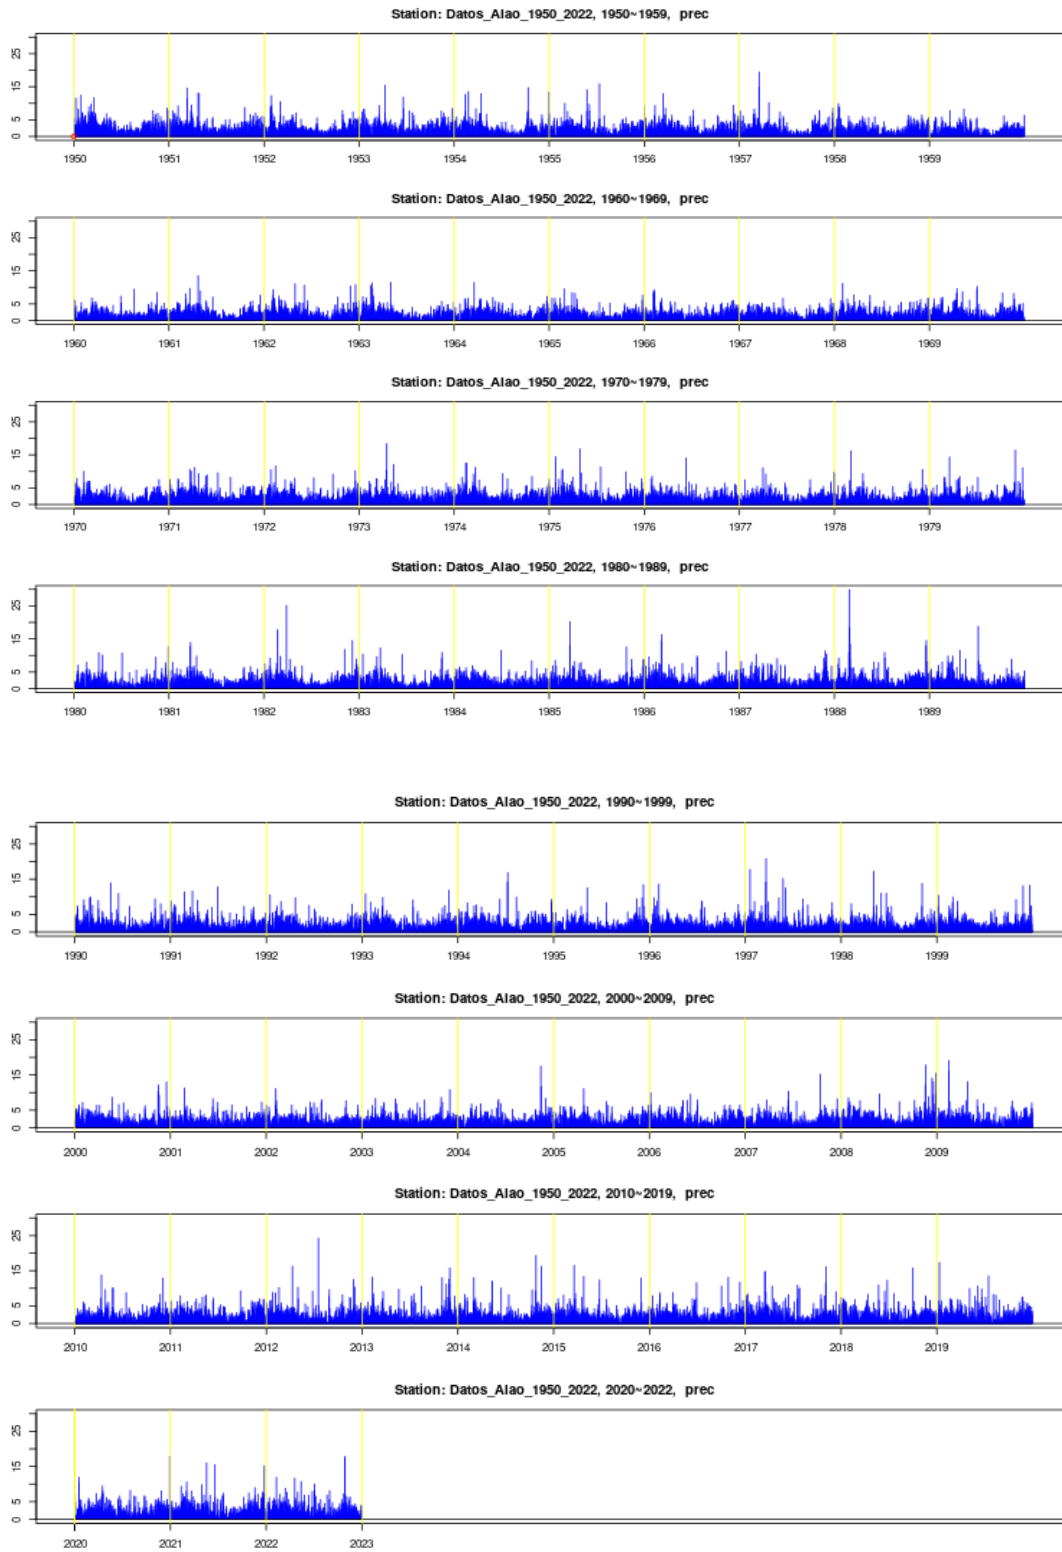 Station: Datos_Alao_1950_2022, 1950~1959, prec
25
15
5
0
1950 1951 1952 1953 1954 1955 1956 1957 1958 1959
Station: Datos_Alao_1950_2022, 1960~1969, prec
25
15
5
0
1960 1961 1962 1963 1964 1965 1966 1967 1968 1969
Station: Datos_Alao_1950_2022, 1970~1979, prec
25
15
5
0
1970 1971 1972 1973 1974 1975 1976 1977 1978 1979
Station: Datos_Alao_1950_2022, 1980~1989, prec
25
15
5
0
1980 1981 1982 1983 1984 1985 1986 1987 1988 1989
Station: Datos_Alao_1950_2022, 1990~1999, prec
25
15
5
0
1990 1991 1992 1993 1994 1995 1996 1997 1998 1999
Station: Datos_Alao_1950_2022, 2000~2009, prec
25
15
5
0
2000 2001 2002 2003 2004 2005 2006 2007 2008 2009
Station: Datos_Alao_1950_2022, 2010~2019, prec
25
15
5
0
2010 2011 2012 2013 2014 2015 2016 2017 2018 2019
Station: Datos_Alao_1950_2022, 2020~2022, prec
25
15
5
0
2020 2021 2022 2023